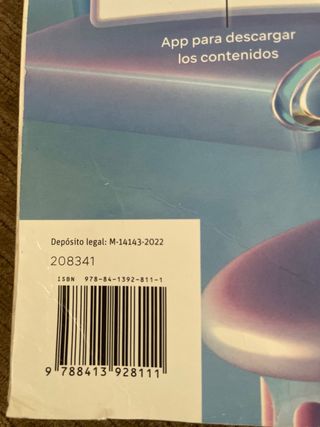 App para descargar
los contenidos
Depósito legal: M-14143-2022
208341
ISBN 978-84-1392-811-1
9 788413 928111